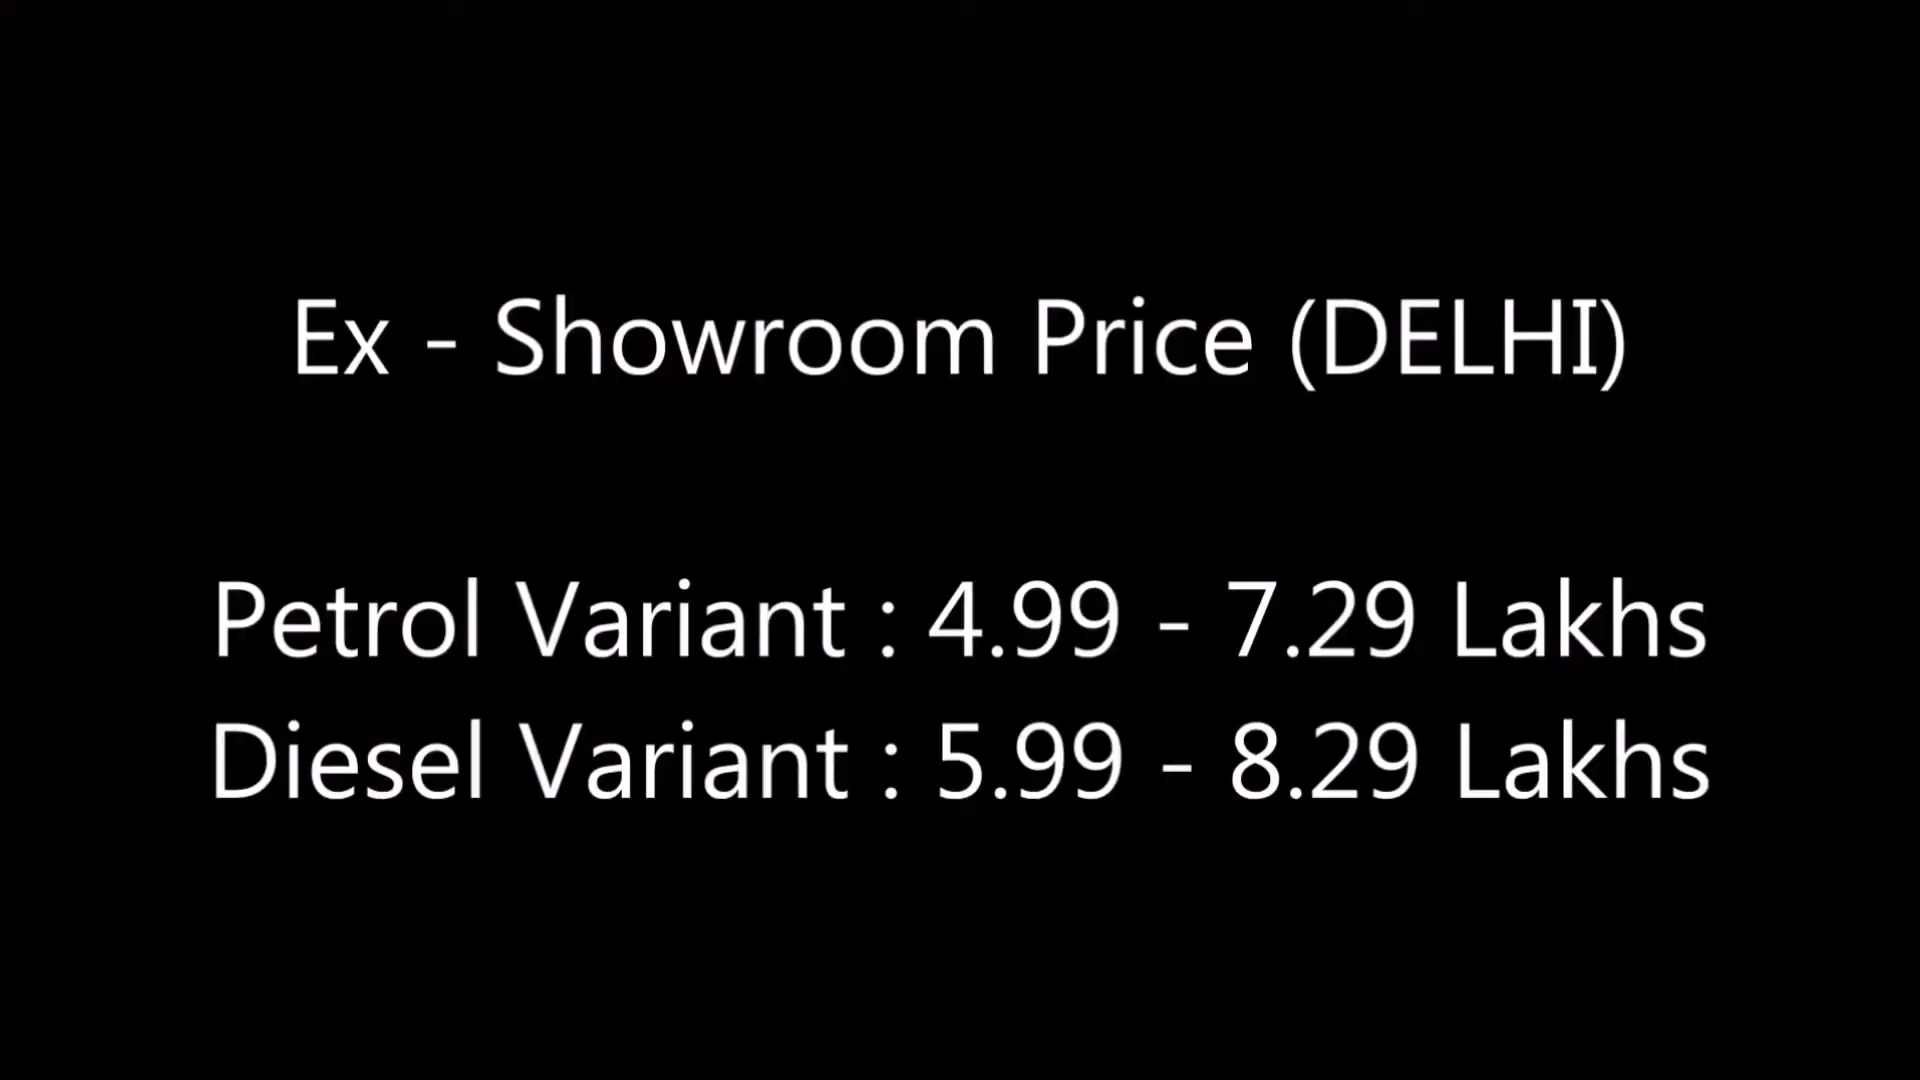 Ex - Showroom Price (DELHI)
Petrol Variant : 4.99 - 7.29 Lakhs
Diesel Variant : 5.99 - 8.29 Lakhs